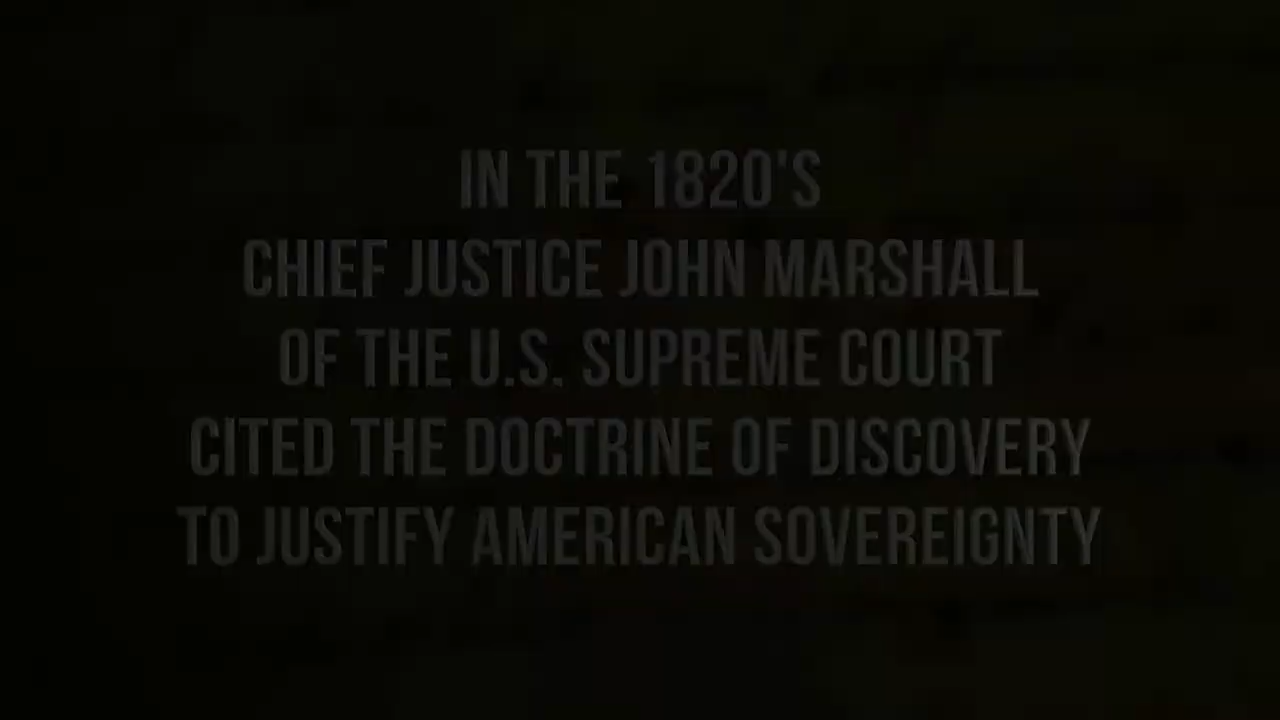 IN THE 1820'S
CHIEF JUSTICE JOHN MARSHALL
OF THE U.S. SUPREME COURT
CITED THE DOCTRINE OF DISCOVERY
TO JUSTIFY AMERICAN SOVEREIGNTY